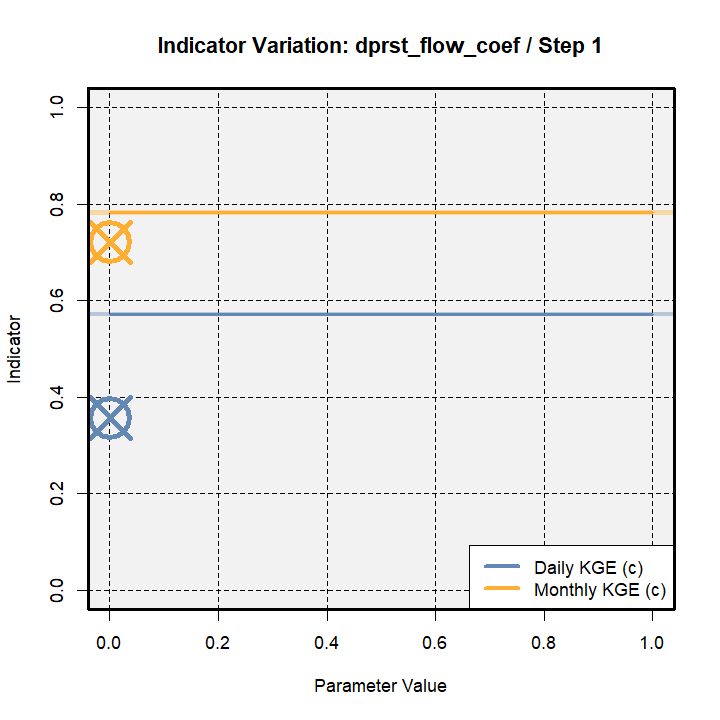 Indicator Variation: dprst_flow_coef / Step 1
Indicator
1.0
0.8
0.6
0.4
0.2
0.0
0.0 0.2 0.4 0.6 0.8 1.0
Parameter Value
Daily KGE (c)
Monthly KGE (c)